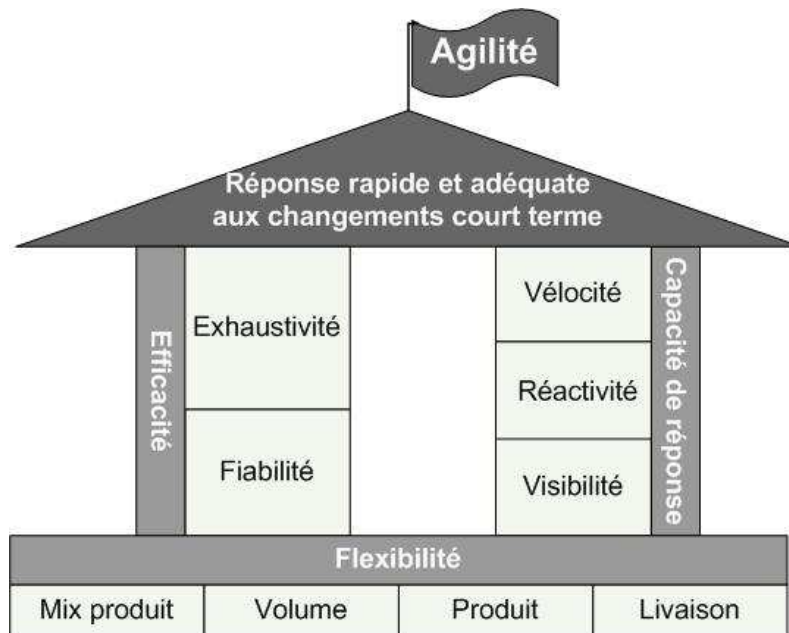 Agilité
Réponse rapide et adéquate
aux changements court terme
Efficacité
Exhaustivité
Fiabilité
Vélocité
Réactivité
Visibilité
Capacité de réponse
Flexibilité
Mix produit
Volume
Produit
Livaison